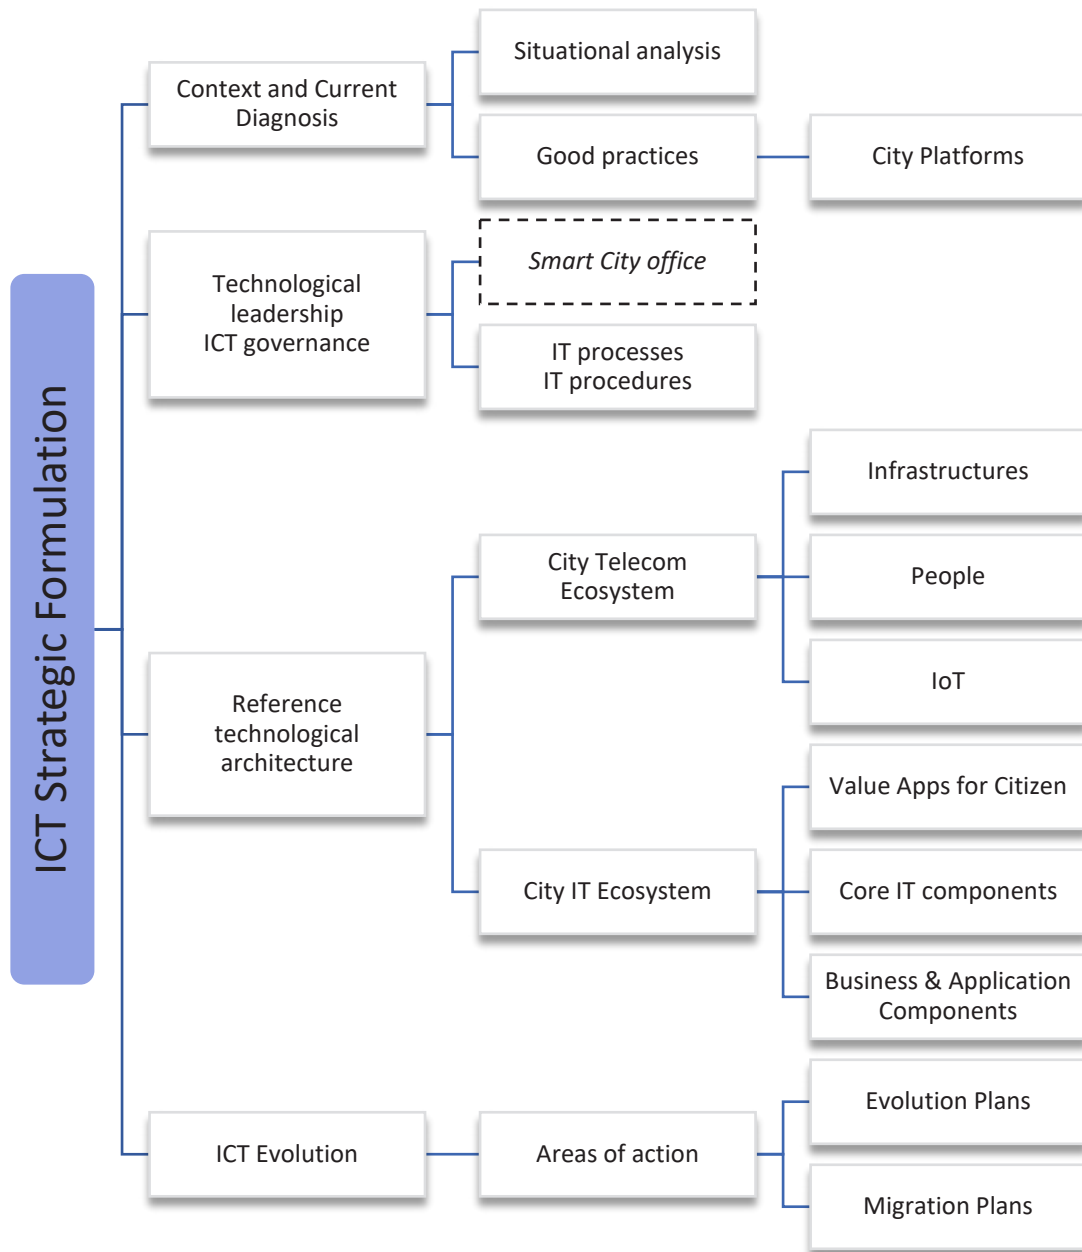 ICT Strategic Formulation
Context and Current
Diagnosis
Situational analysis
Good practices
City Platforms
Technological
leadership
ICT governance
Smart City office
IT processes
IT procedures
Reference
technological
architecture
City Telecom
Ecosystem
Infrastructures
People
IoT
City IT Ecosystem
Value Apps for Citizen
Core IT components
Business & Application
Components
ICT Evolution
Areas of action
Evolution Plans
Migration Plans